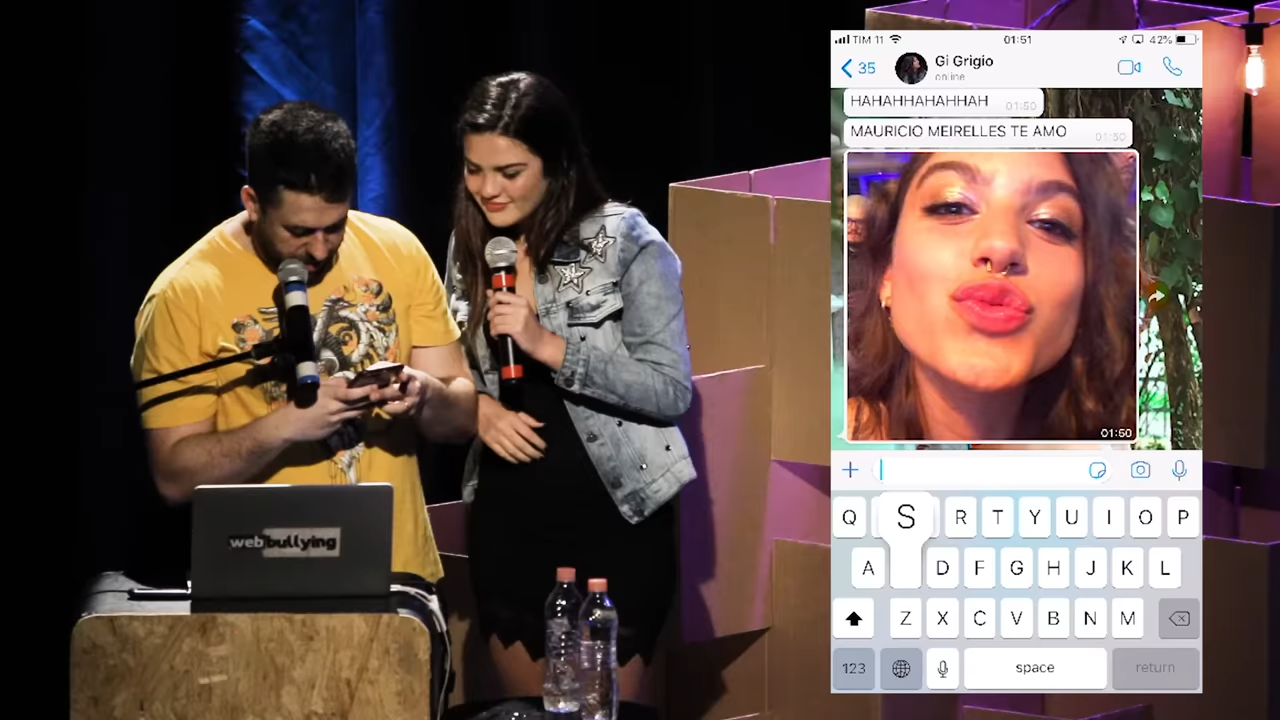 webbullying
TIM 11
01:51
42%
35
Gi Grigio
online
HAHAHHAHAHHAH 01:50
MAURICIO MEIRELLES TE AMO 01:50
01:50
Q S R T Y U I O P
A D F G H J K L
Z X C V B N M
123 space return